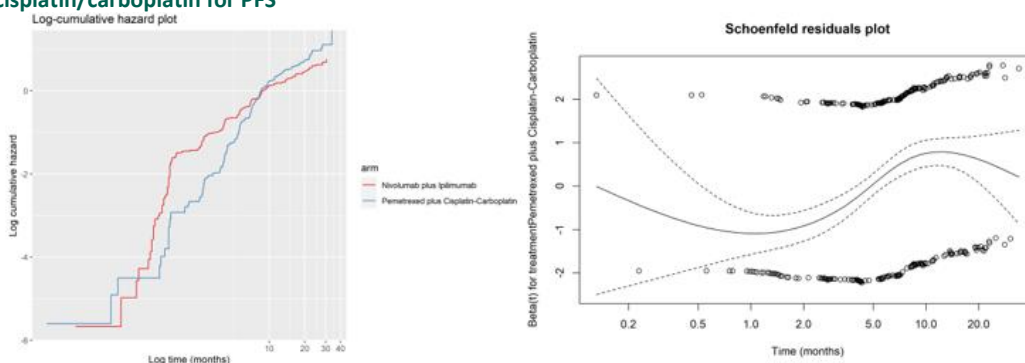 cisplatin/carboplatin for PFS
Log-cumulative hazard plot
Log cumulative hazard
0
-2
-4
-6
10
20
30
40
Log time (months)
arm
Nivolumab plus Ipilimumab
Pemetrexed plus Cisplatin-Carboplatin
Schoenfeld residuals plot
Beta(t) for treatmentPemetrexed plus Cisplatin-Carboplatin
2
1
0
-1
-2
0.2
0.5
1.0
2.0
5.0
10.0
20.0
Time (months)